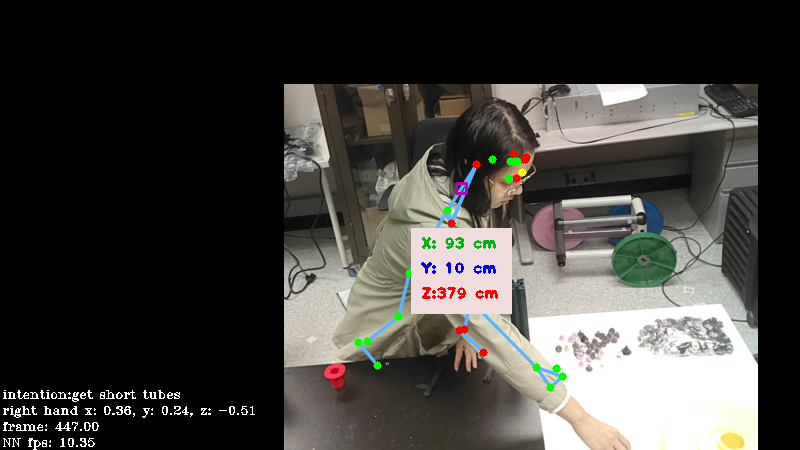 X: 93 cm
Y: 10 cm
Z:379 cm
intention:get short tubes
right hand x: 0.36, y: 0.24, z: -0.51
frame: 447.00
NN fps: 10.35